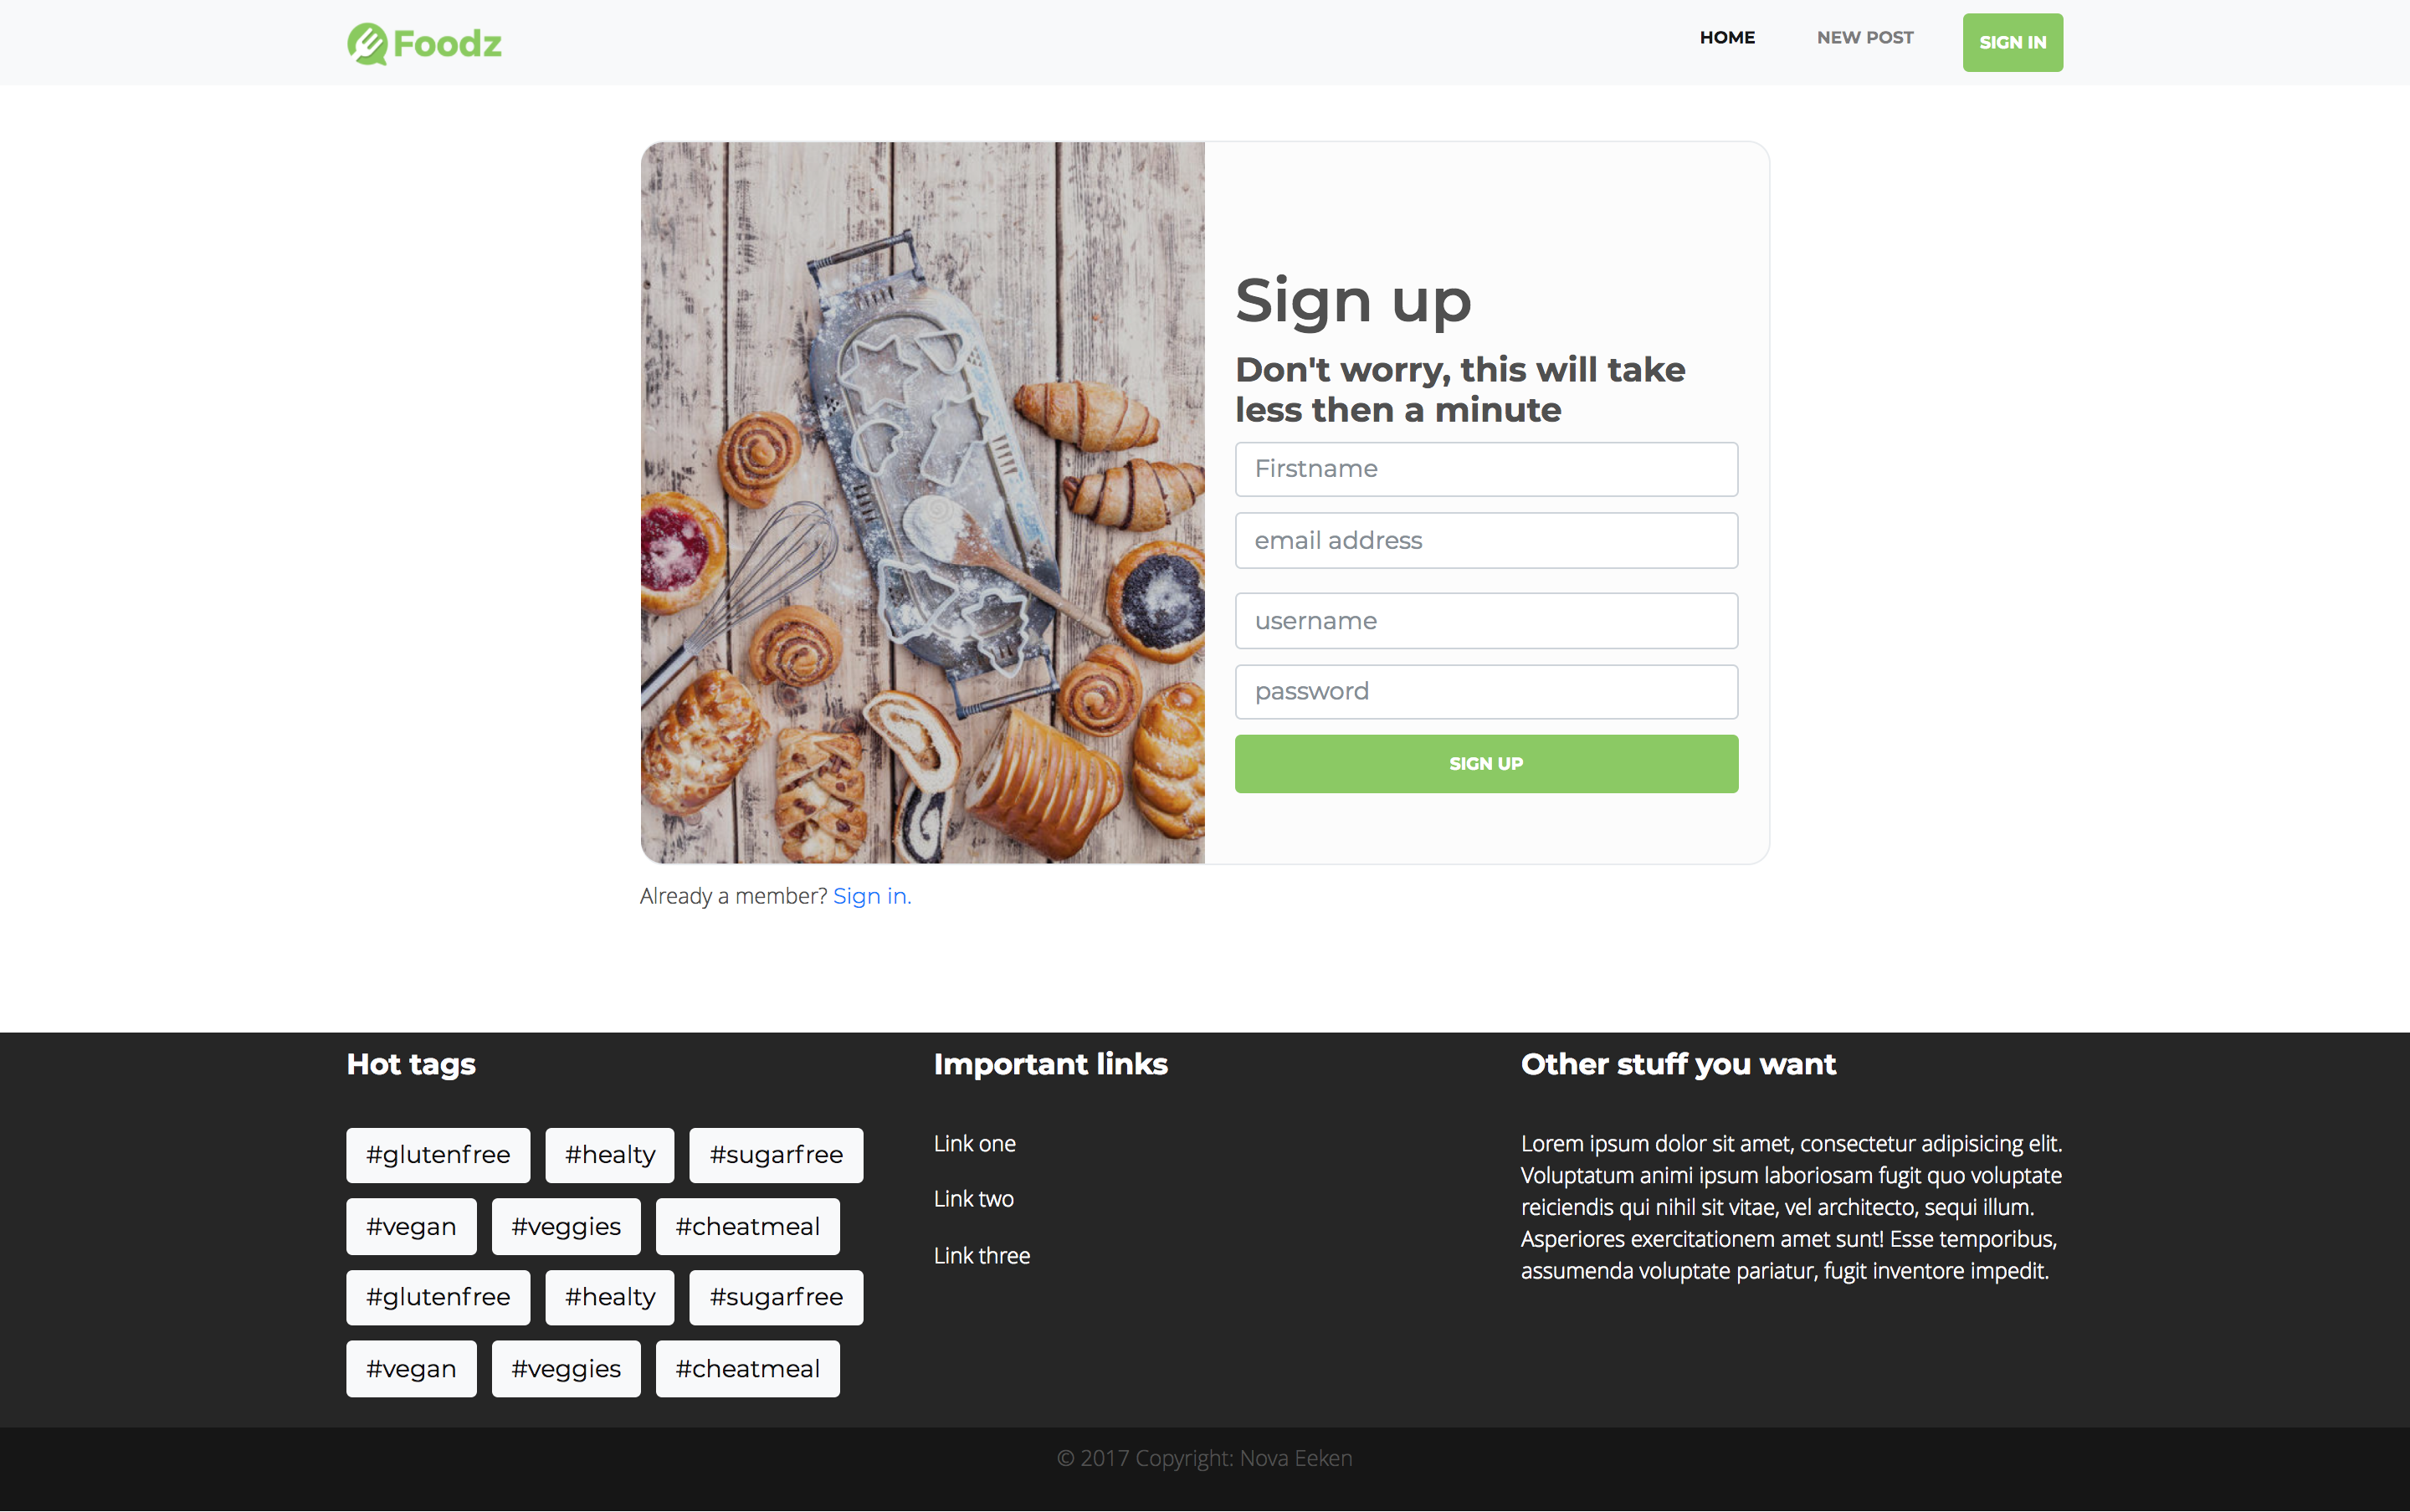 Foodz
HOME
NEW POST
SIGN IN
Sign up
Don't worry, this will take
less then a minute
Firstname
email address
username
password
SIGN UP
Already a member? Sign in.
Hot tags
#glutenfree #healty #sugarfree
#vegan #veggies #cheatmeal
#glutenfree #healty #sugarfree
#vegan #veggies #cheatmeal
Important links
Link one
Link two
Link three
Other stuff you want
Lorem ipsum dolor sit amet, consectetur adipisicing elit.
Voluptatum animi ipsum laboriosam fugit quo voluptate
reiciendis qui nihil sit vitae, vel architecto, sequi illum.
Asperiores exercitationem amet sunt! Esse temporibus,
assumenda voluptate pariatur, fugit inventore impedit.
© 2017 Copyright: Nova Eeken